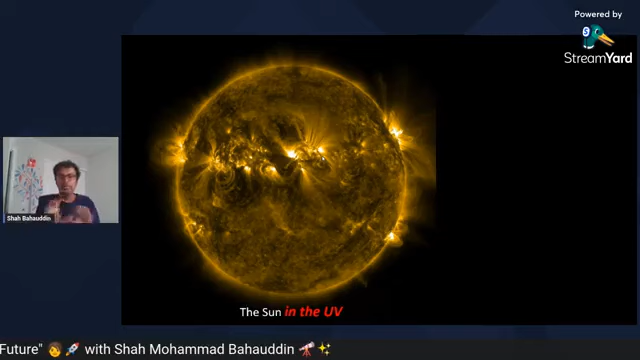 Powered by
StreamYard
Shah Bahauddin
The Sun in the UV
Future" 🧒🚀 with Shah Mohammad Bahauddin 🔭✨